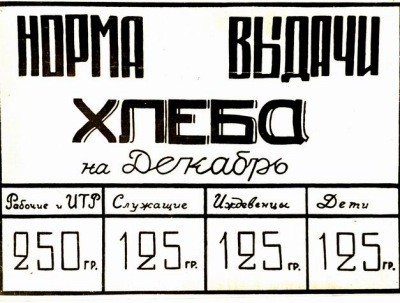 НОРМА ВЫДАЧИ
ХЛЕБА
на Декабрь
Рабочие и ИТР Служащие Иждевенцы Дети
250 гр. 125 гр. 125 гр. 125 гр.